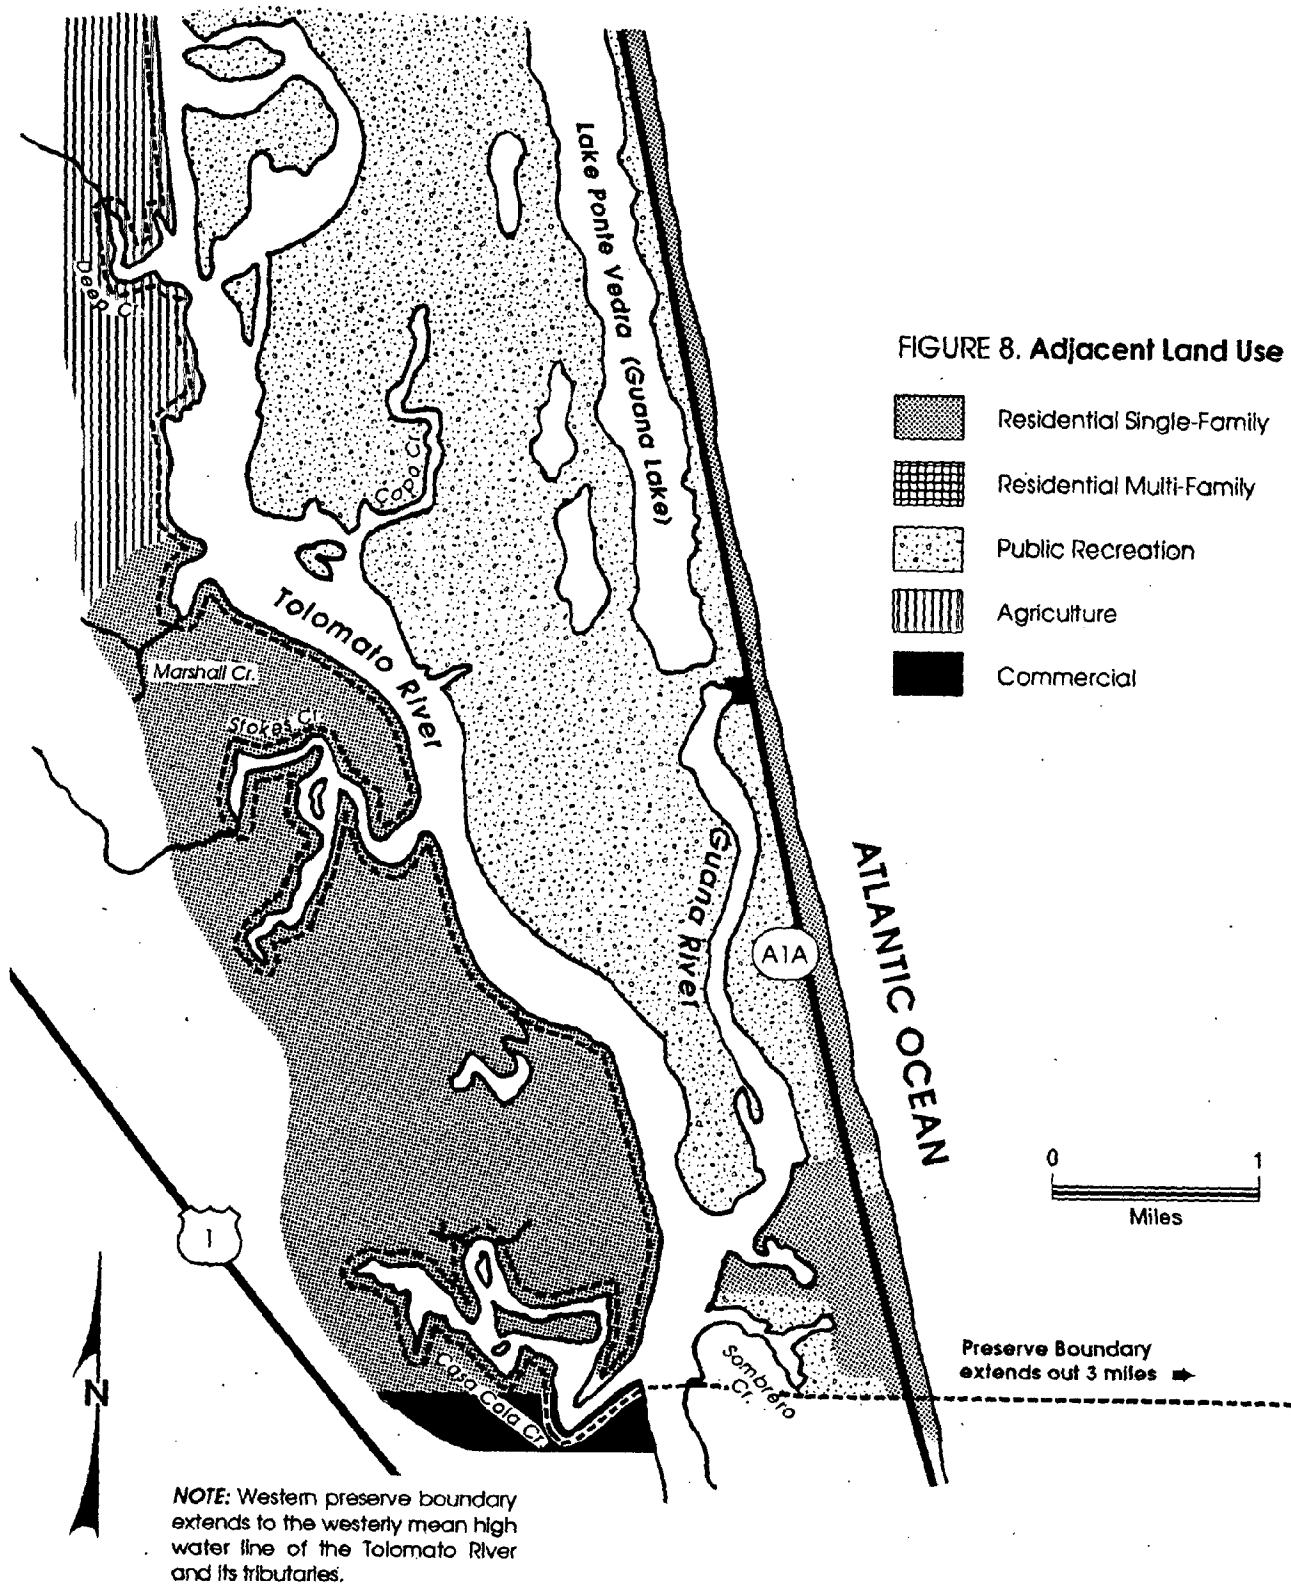 Lake Ponte Vedra (Guana Lake)
Deep Cr.
FIGURE 8. Adjacent Land Use
Residential Single-Family
Capo Cr.
Residential Multi-Family
Public Recreation
Tolomato River
Agriculture
Marshall Cr.
Commercial
Stokes Cr.
Guana River
A1A
ATLANTIC OCEAN
0 1
Miles
1
Sombrero
Cr.
Preserve Boundary
extends out 3 miles
Casa Cola Cr.
N
NOTE: Western preserve boundary
extends to the westerly mean high
water line of the Tolomato River
and its tributaries.